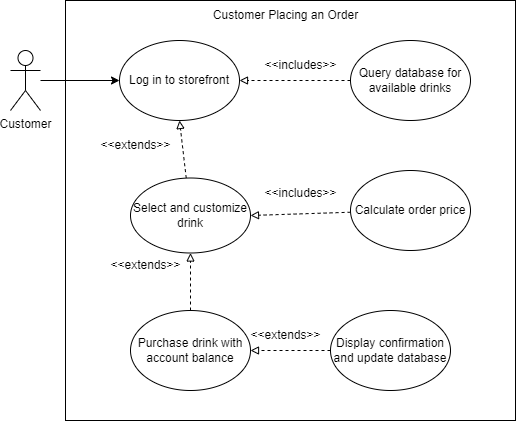 Customer Placing an Order
Log in to storefront
<<includes>>
Query database for
available drinks
Customer
<<extends>>
Select and customize
drink
<<includes>>
Calculate order price
<<extends>>
Purchase drink with
account balance
<<extends>>
Display confirmation
and update database